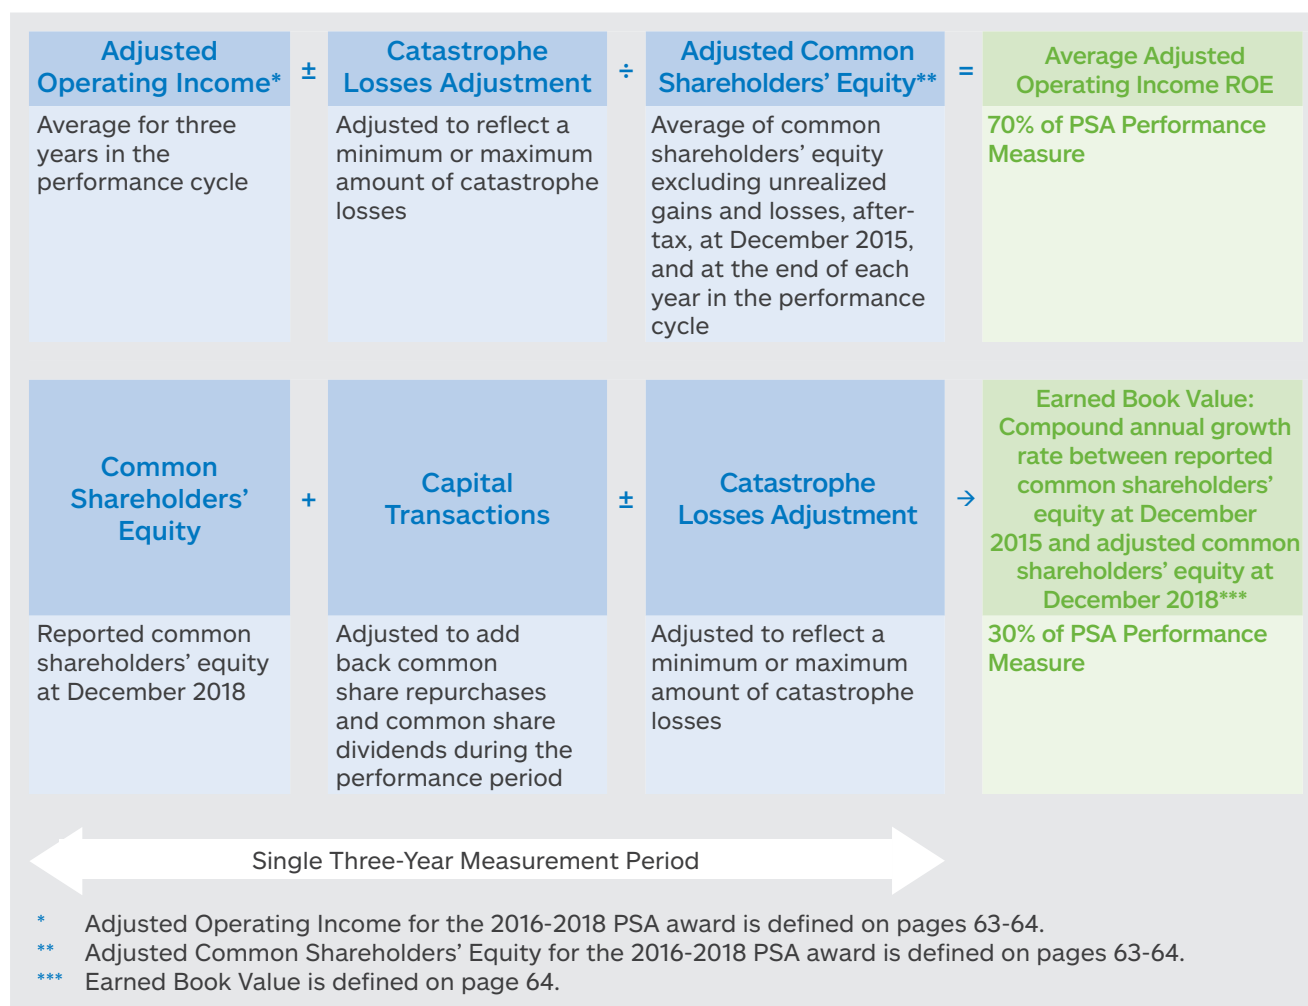 Adjusted
Operating Income*
±
Catastrophe
Losses Adjustment
÷
Adjusted Common
Shareholders’ Equity**
=
Average Adjusted
Operating Income ROE
Average for three
years in the
performance cycle
Adjusted to reflect a
minimum or maximum
amount of catastrophe
losses
Average of common
shareholders’ equity
excluding unrealized
gains and losses, after-
tax, at December 2015,
and at the end of each
year in the performance
cycle
70% of PSA Performance
Measure
Common
Shareholders’
Equity
+
Capital
Transactions
±
Catastrophe
Losses Adjustment
→
Earned Book Value:
Compound annual growth
rate between reported
common shareholders’
equity at December
2015 and adjusted common
shareholders’ equity at
December 2018***
Reported common
shareholders’ equity
at December 2018
Adjusted to add
back common
share repurchases
and common share
dividends during the
performance period
Adjusted to reflect a
minimum or maximum
amount of catastrophe
losses
30% of PSA Performance
Measure
Single Three-Year Measurement Period
* Adjusted Operating Income for the 2016-2018 PSA award is defined on pages 63-64.
** Adjusted Common Shareholders’ Equity for the 2016-2018 PSA award is defined on pages 63-64.
*** Earned Book Value is defined on page 64.